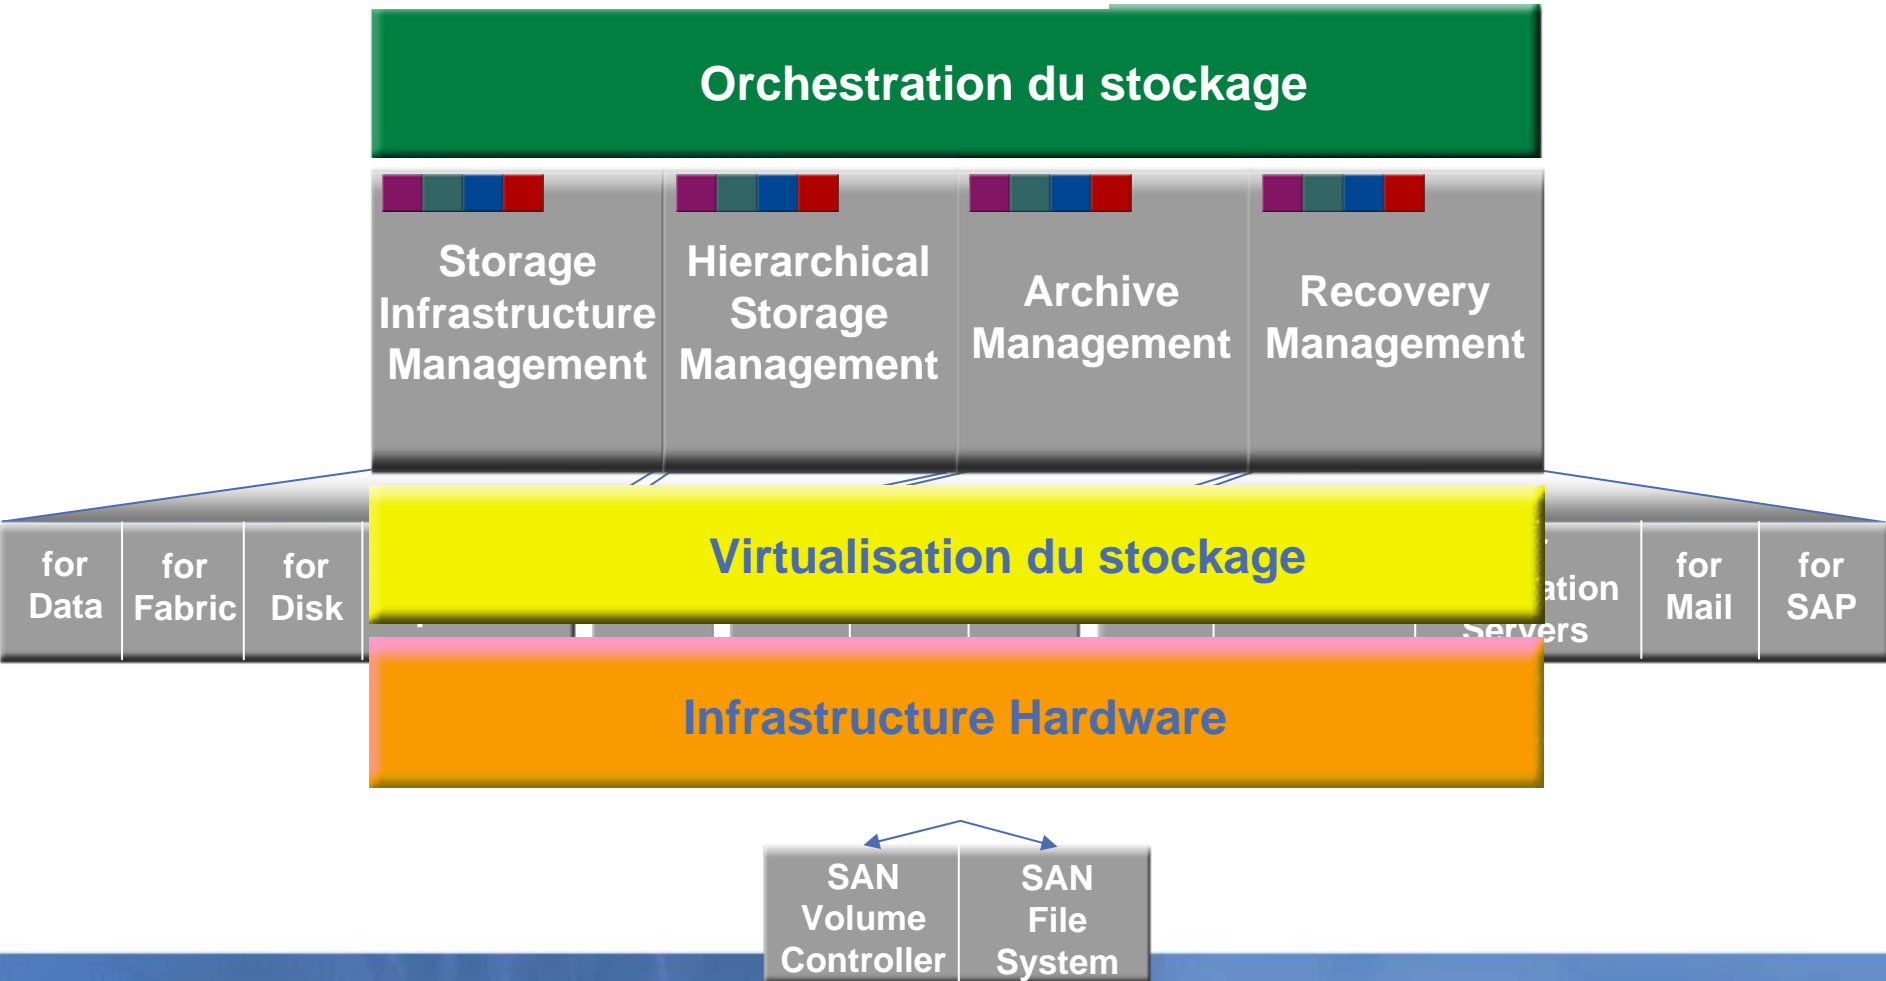 Orchestration du stockage
Storage
Infrastructure
Management
Hierarchical
Storage
Management
Archive
Management
Recovery
Management
Virtualisation du stockage
for
Data
for
Fabric
for
Disk
Servers
for
Mail
for
SAP
Infrastructure Hardware
SAN
Volume
Controller
SAN
File
System